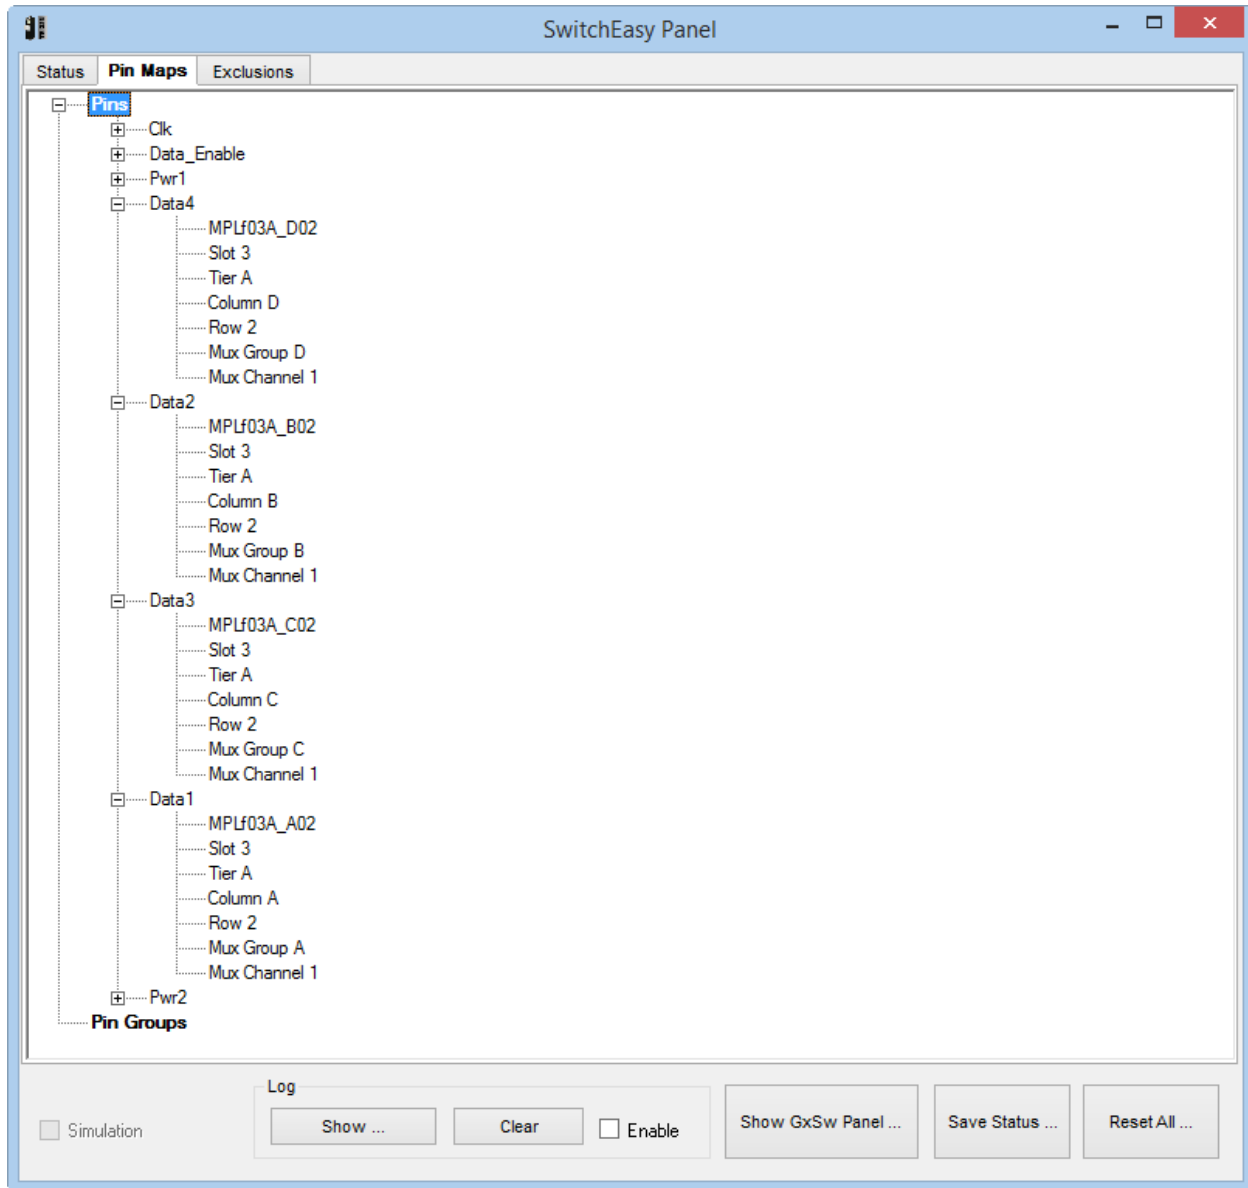 SwitchEasy Panel
Status Pin Maps Exclusions
Pins
Clk
Data_Enable
Pwr1
Data4
MPLf03A_D02
Slot 3
Tier A
Column D
Row 2
Mux Group D
Mux Channel 1
Data2
MPLf03A_B02
Slot 3
Tier A
Column B
Row 2
Mux Group B
Mux Channel 1
Data3
MPLf03A_C02
Slot 3
Tier A
Column C
Row 2
Mux Group C
Mux Channel 1
Data1
MPLf03A_A02
Slot 3
Tier A
Column A
Row 2
Mux Group A
Mux Channel 1
Pwr2
Pin Groups
Log
Simulation Show ... Clear Enable Show GxSw Panel ... Save Status ... Reset All ...